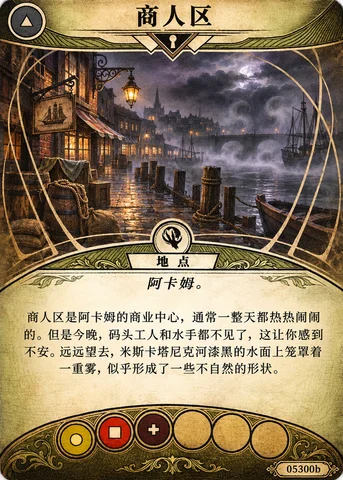 商人区
地点
阿卡姆。
商人区是阿卡姆的商业中心，通常一整天都热热闹闹
的。但是今晚，码头工人和水手都不见了，这让你感到
不安。远远望去，米斯卡塔尼克河漆黑的水面上笼罩着
一重雾，似乎形成了一些不自然的形状。
05300b